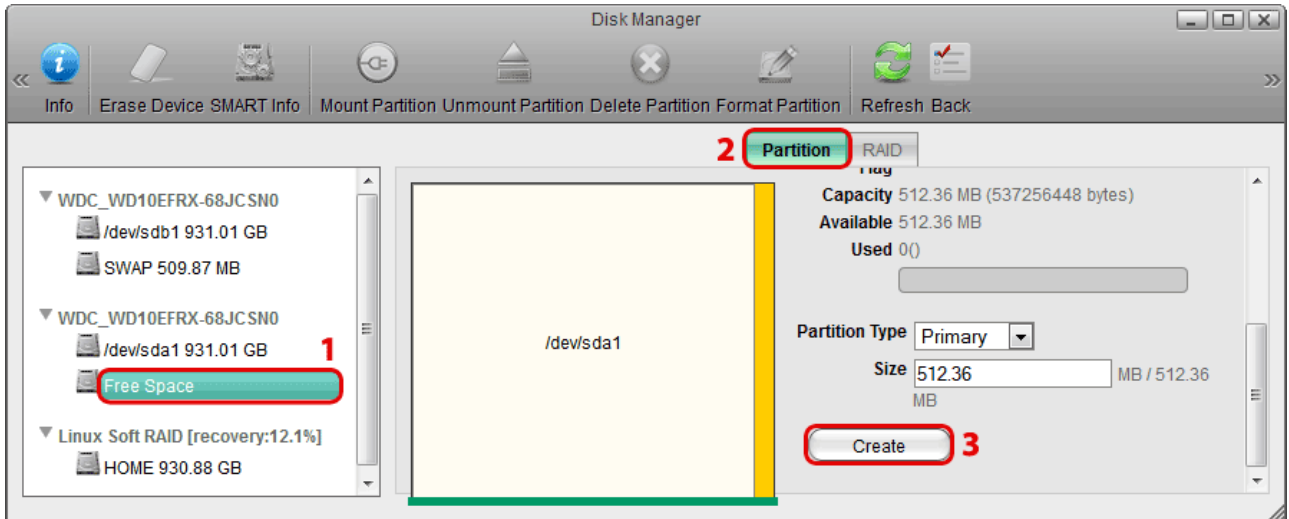 Disk Manager
Info
Erase Device
SMART Info
Mount Partition
Unmount Partition
Delete Partition
Format Partition
Refresh
Back
2
Partition
RAID
WDC_WD10EFRX-68JCSN0
/dev/sdb1 931.01 GB
SWAP 509.87 MB
WDC_WD10EFRX-68JCSN0
/dev/sda1 931.01 GB
1
Free Space
Linux Soft RAID [recovery:12.1%]
HOME 930.88 GB
/dev/sda1
Flag
Capacity 512.36 MB (537256448 bytes)
Available 512.36 MB
Used 0()
Partition Type Primary
Size 512.36 MB / 512.36
MB
Create 3